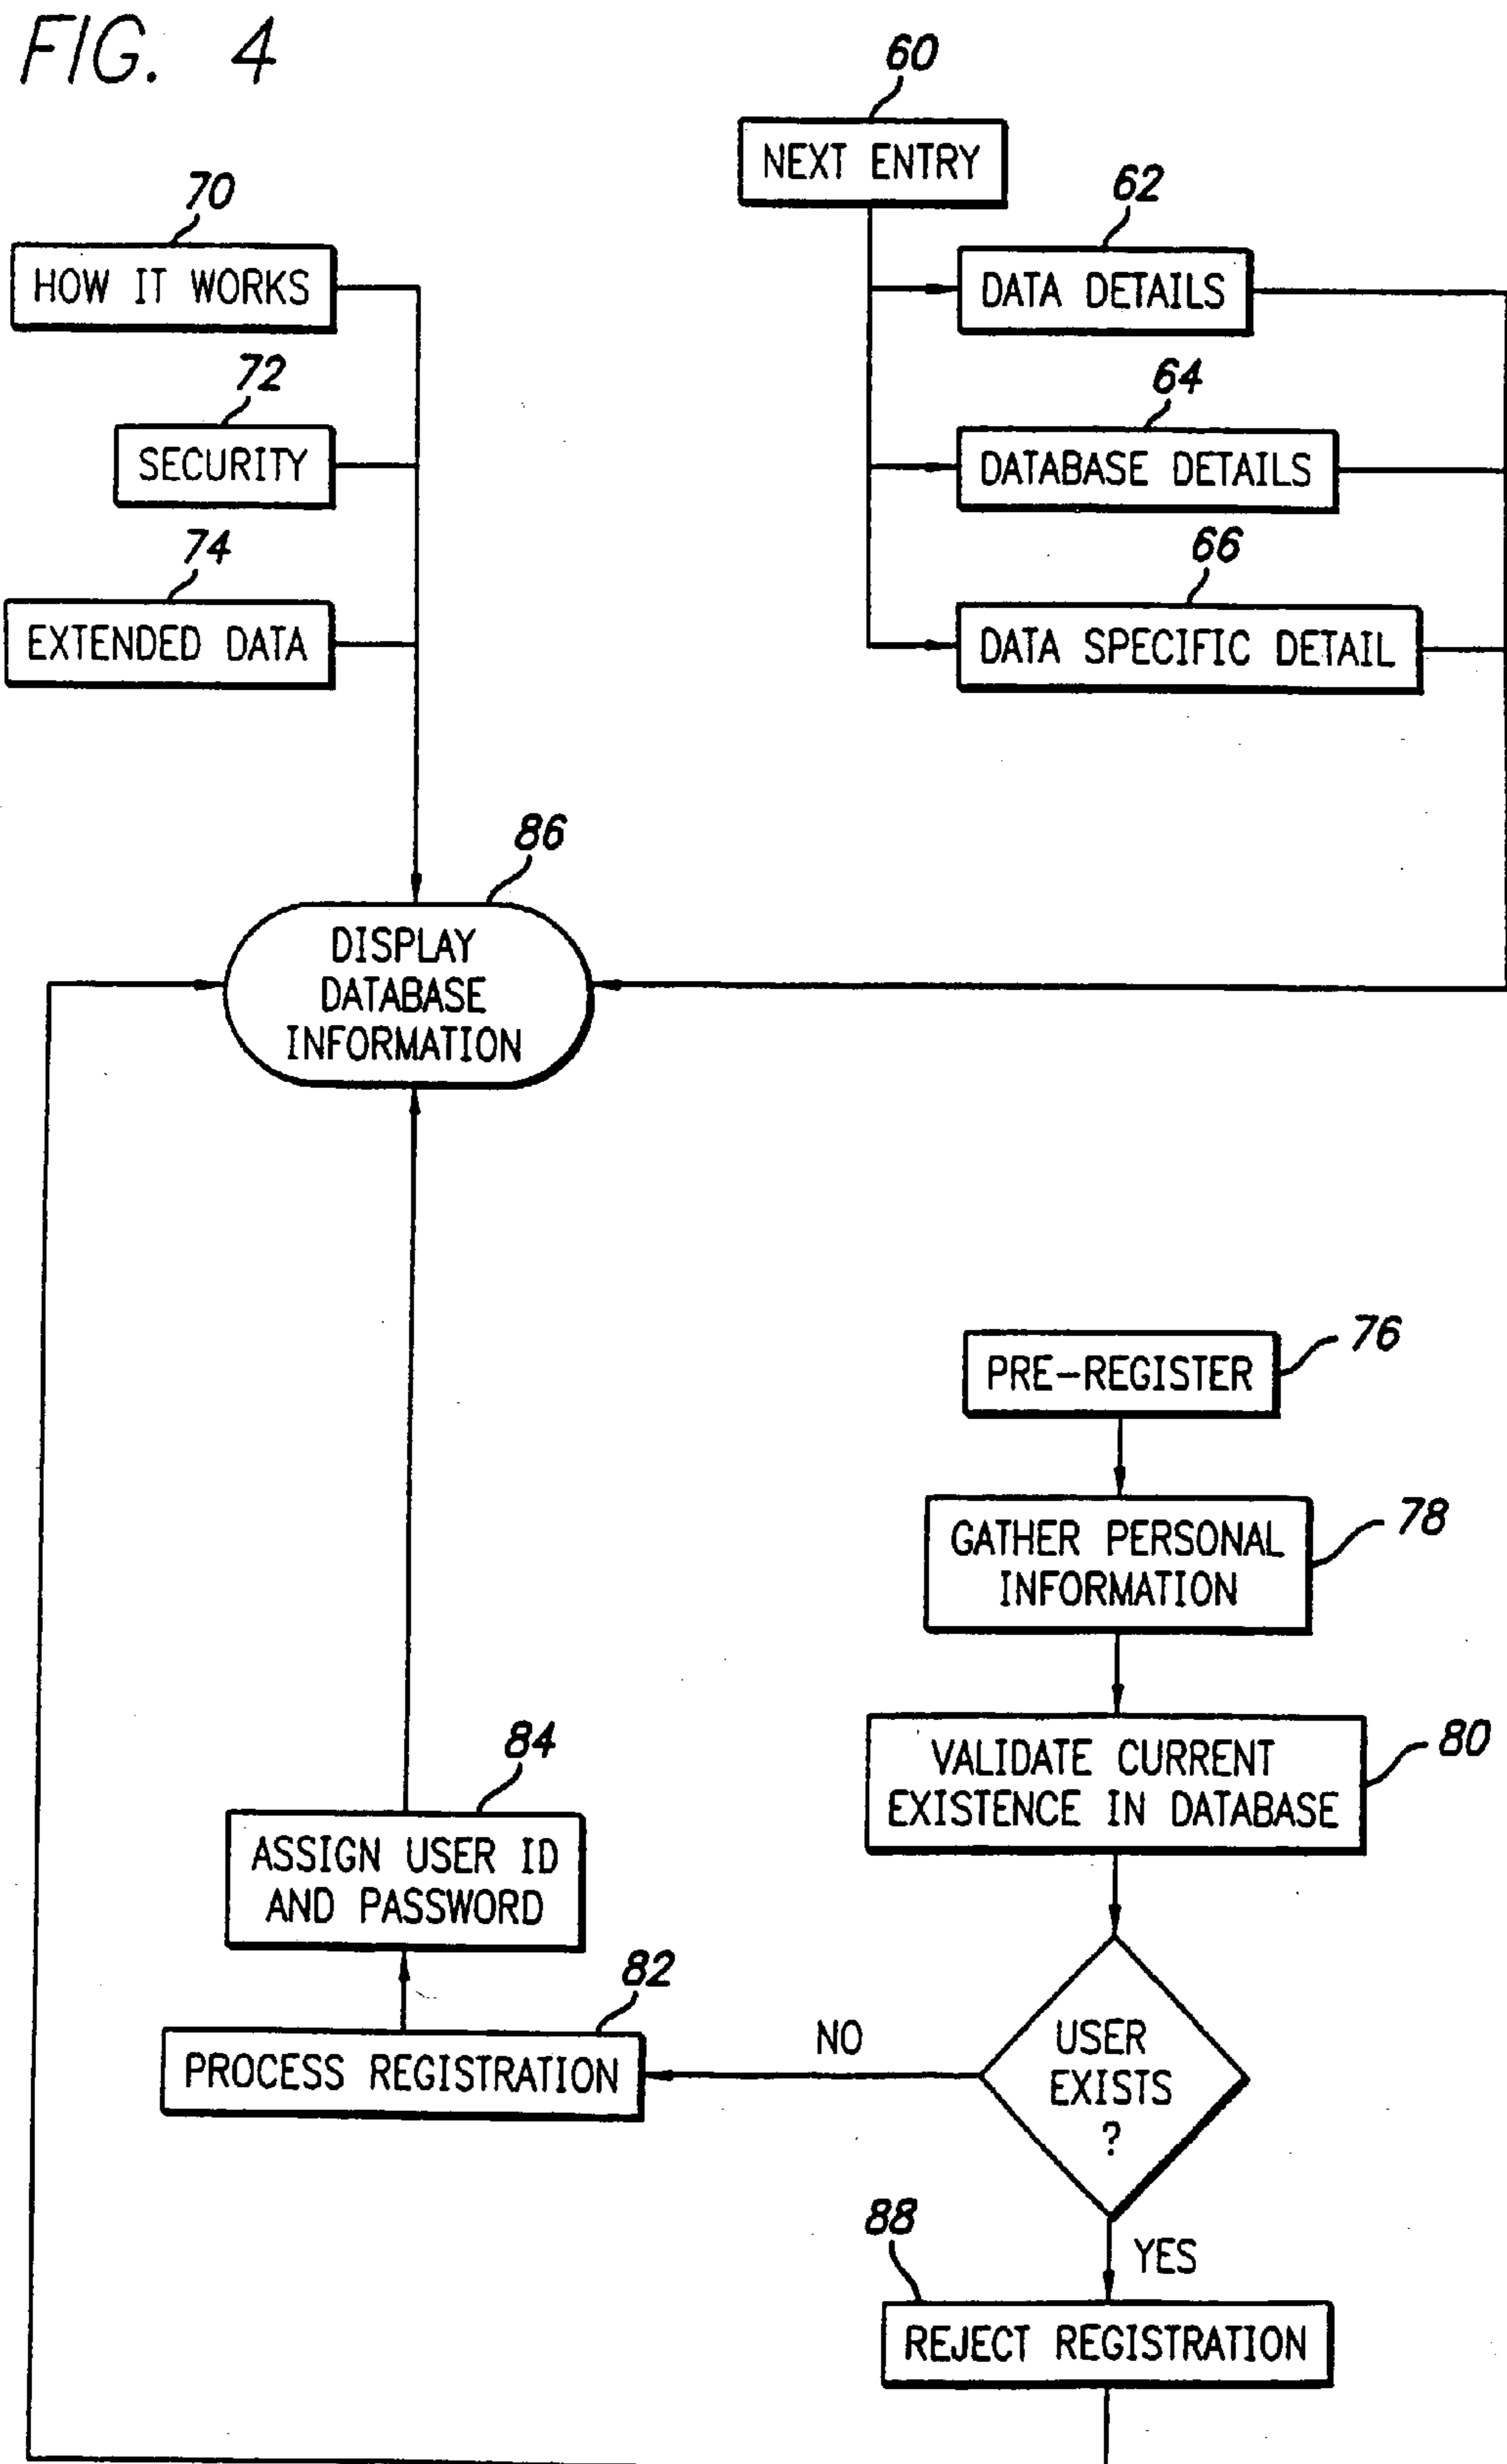 FIG. 4
60
NEXT ENTRY
70
HOW IT WORKS
62
DATA DETAILS
72
SECURITY
64
DATABASE DETAILS
74
EXTENDED DATA
66
DATA SPECIFIC DETAIL
86
DISPLAY
DATABASE
INFORMATION
76
PRE-REGISTER
78
GATHER PERSONAL
INFORMATION
80
VALIDATE CURRENT
EXISTENCE IN DATABASE
84
ASSIGN USER ID
AND PASSWORD
82
PROCESS REGISTRATION
NO
USER
EXISTS
?
YES
88
REJECT REGISTRATION